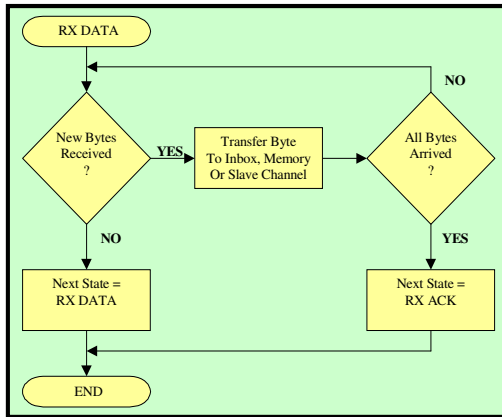 RX DATA
NO
New Bytes
Received
?
YES
Transfer Byte
To Inbox, Memory
Or Slave Channel
All Bytes
Arrived
?
NO
YES
Next State =
RX DATA
Next State =
RX ACK
END